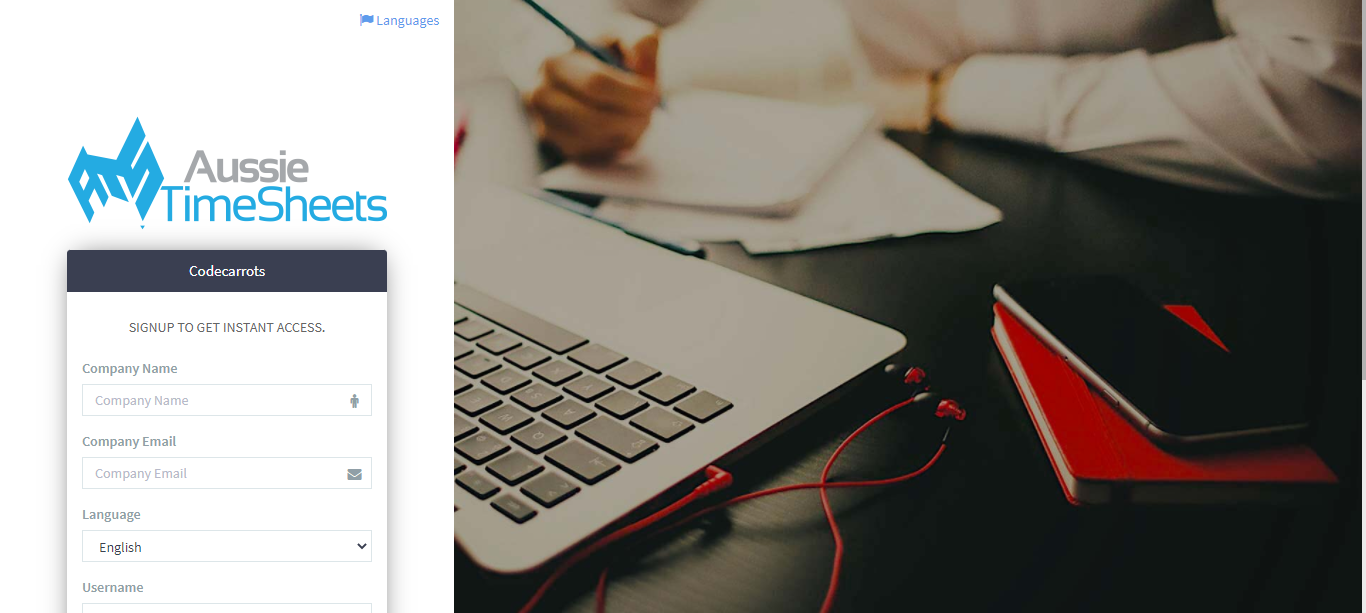 Languages
Aussie
TimeSheets
Codecarrots
SIGNUP TO GET INSTANT ACCESS.
Company Name
Company Name
Company Email
Company Email
Language
English
Username